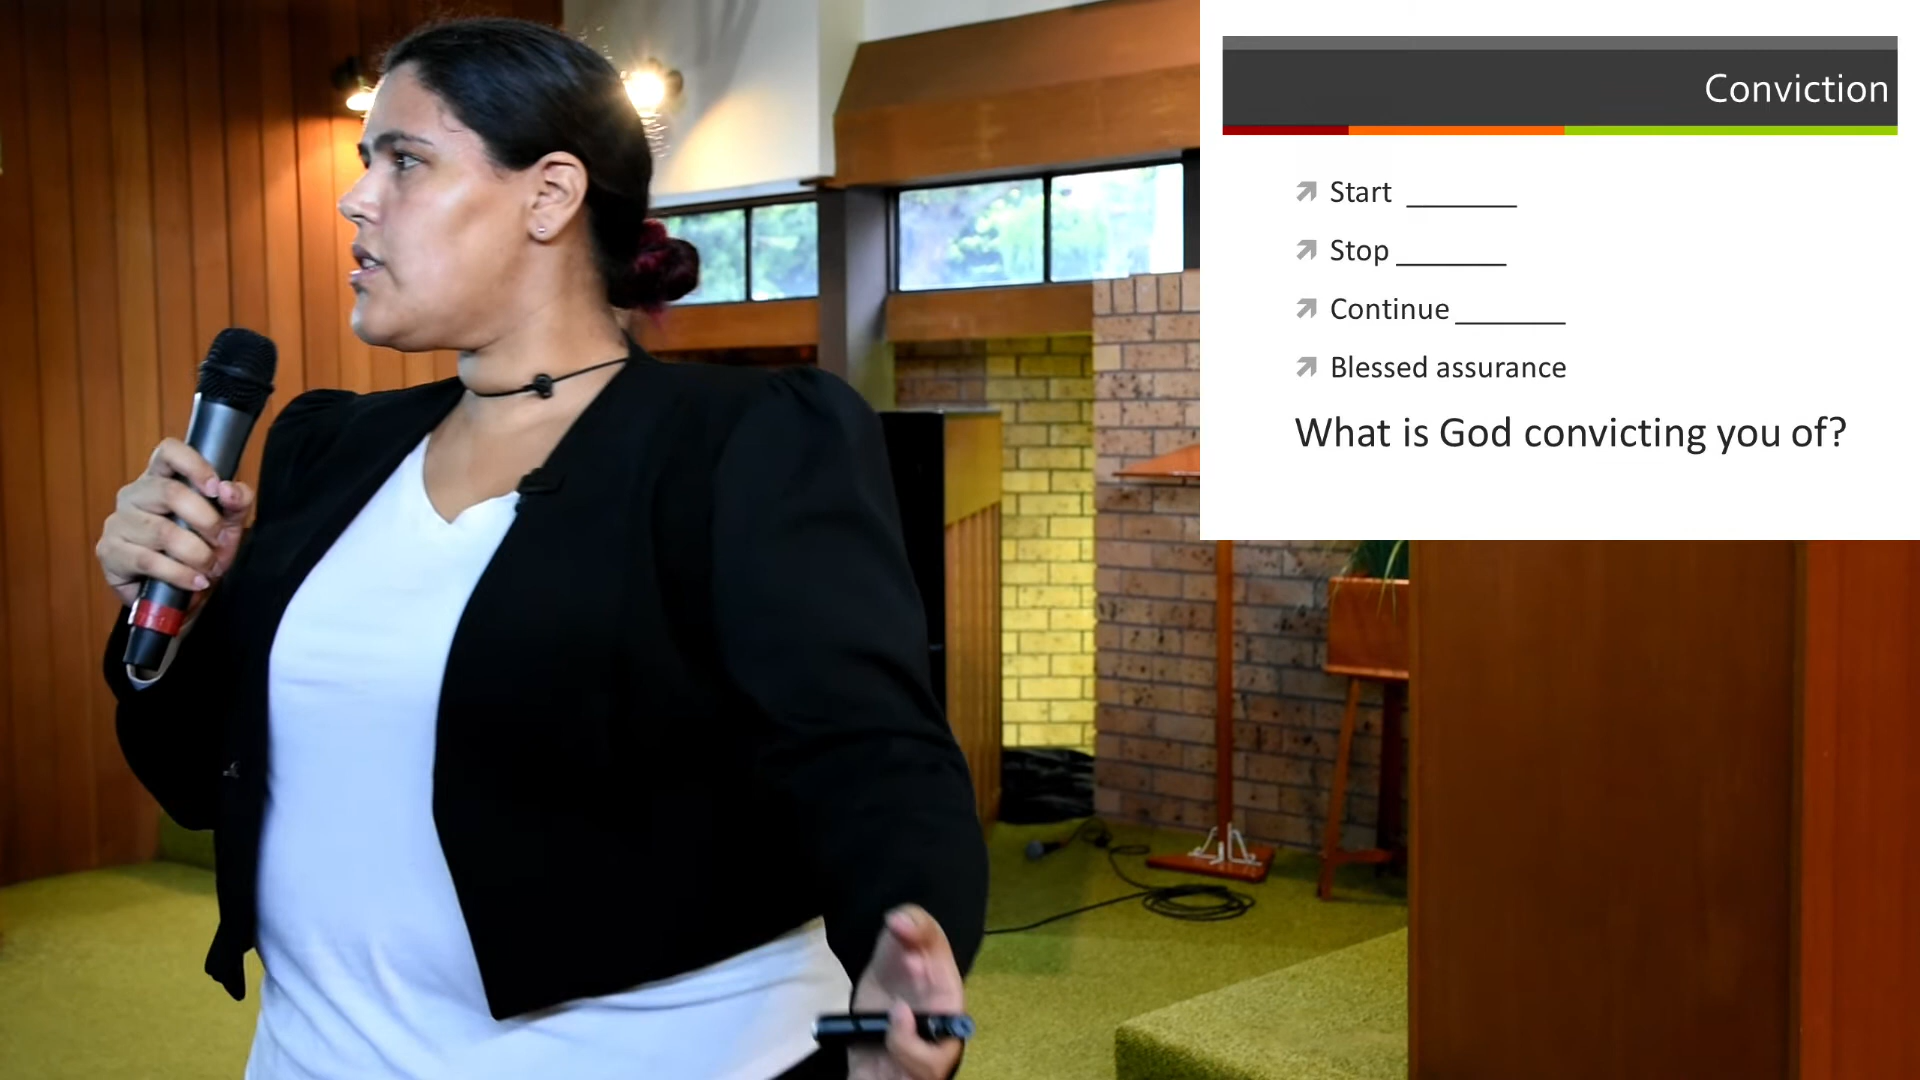 Conviction
Start _______
Stop _______
Continue _______
Blessed assurance
What is God convicting you of?